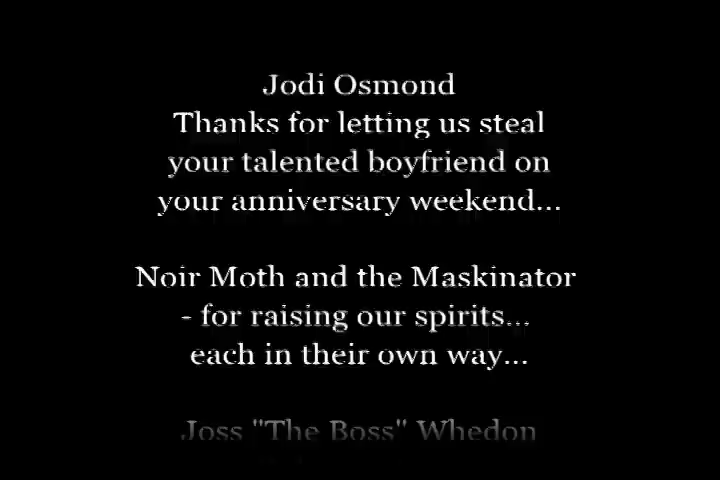 Jodi Osmond
Thanks for letting us steal
your talented boyfriend on
your anniversary weekend...
Noir Moth and the Maskinator
- for raising our spirits...
each in their own way...
Joss "The Boss" Whedon